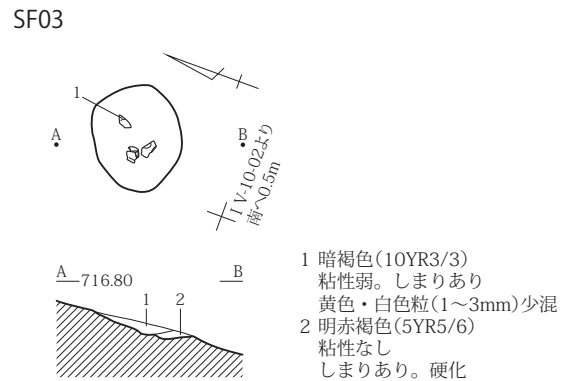 SF03
1
A
B
I V-10-02より
南へ0.5m
A
716.80
B
1 2
1 暗褐色(10YR3/3)
粘性弱。しまりあり
黄色・白色粒(1～3mm)少混
2 明赤褐色(5YR5/6)
粘性なし
しまりあり。硬化